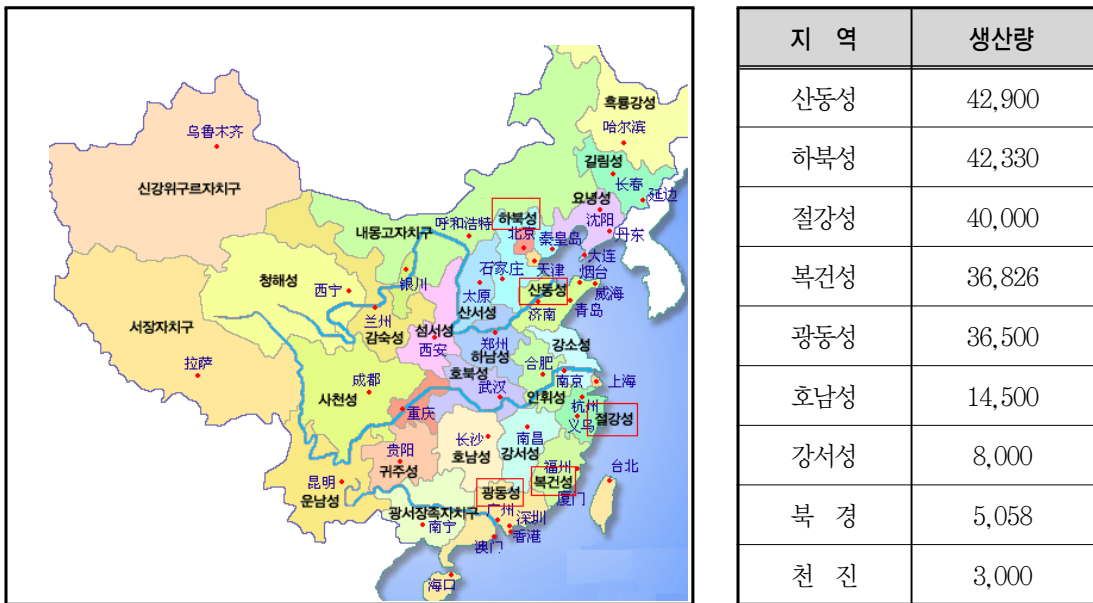 흑룡강성
哈尔滨
乌鲁木齐
길림성
长春
延边
신강위구르자치구
요녕성
沈阳
丹东
하북성
呼和浩特
내몽고자치구
北京
秦皇岛
大连
청해성
石家庄
天津
烟台
银川
西宁
太原
산동성
威海
济南
青岛
산서성
兰州
섬서성
서장자치구
감숙성
西安
郑州
강소성
하남성
拉萨
호북성
合肥
成都
武汉
南京
上海
사천성
안휘성
杭州
重庆
义乌
절강성
贵阳
长沙
南昌
호남성
강서성
귀주성
福州
台北
昆明
복건성
광동성
운남성
厦门
광서장족자치구
广州
深圳
南宁
香港
澳门
海口
지 역 생산량
산동성 42,900
하북성 42,330
절강성 40,000
복건성 36,826
광동성 36,500
호남성 14,500
강서성 8,000
북 경 5,058
천 진 3,000